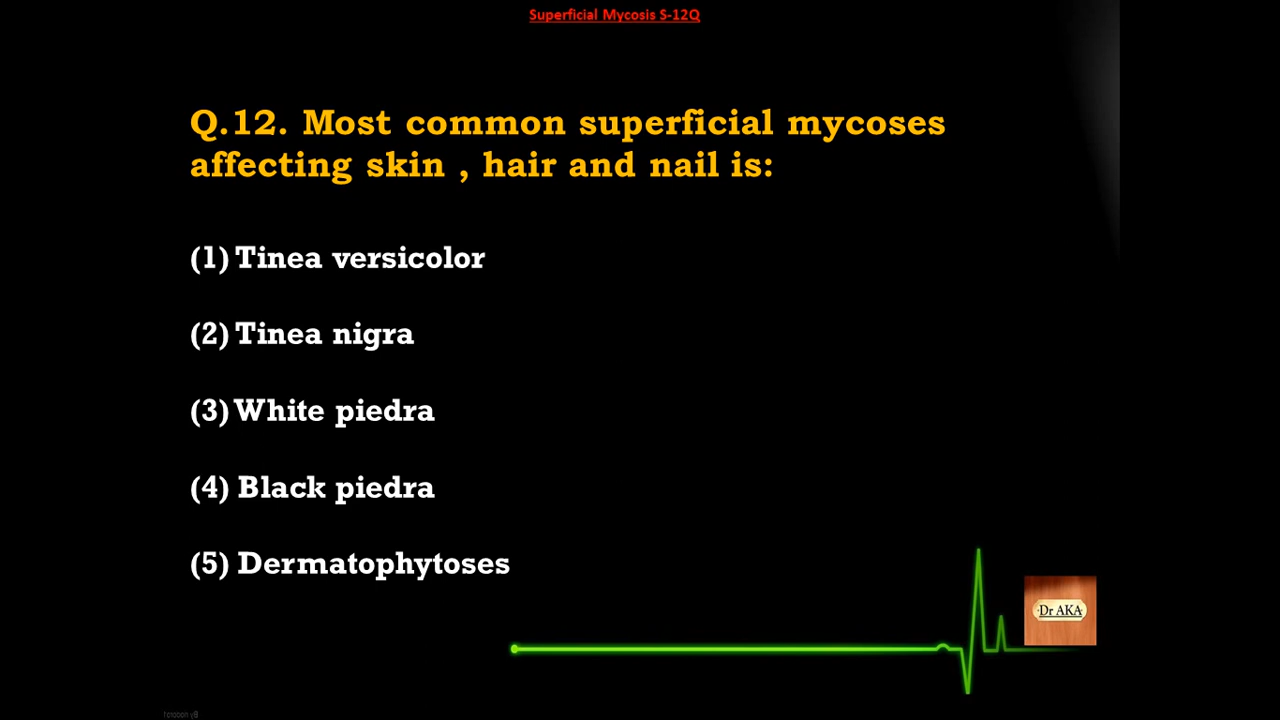 Superficial Mycosis S-12Q
Q.12. Most common superficial mycoses
affecting skin , hair and nail is:
(1) Tinea versicolor
(2) Tinea nigra
(3) White piedra
(4) Black piedra
(5) Dermatophytoses
Dr AKA